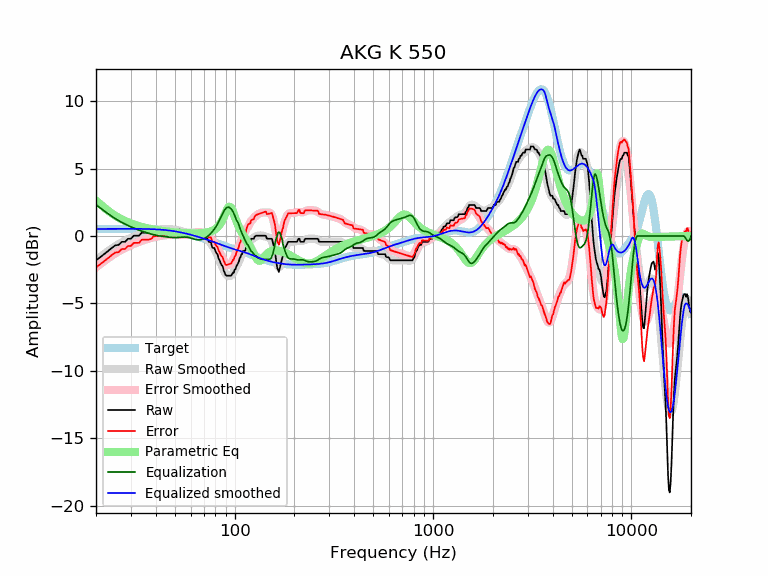 AKG K 550
Amplitude (dBr)
10
5
0
−5
−10
−15
−20
Target
Raw Smoothed
Error Smoothed
Raw
Error
Parametric Eq
Equalization
Equalized smoothed
100 1000 10000
Frequency (Hz)